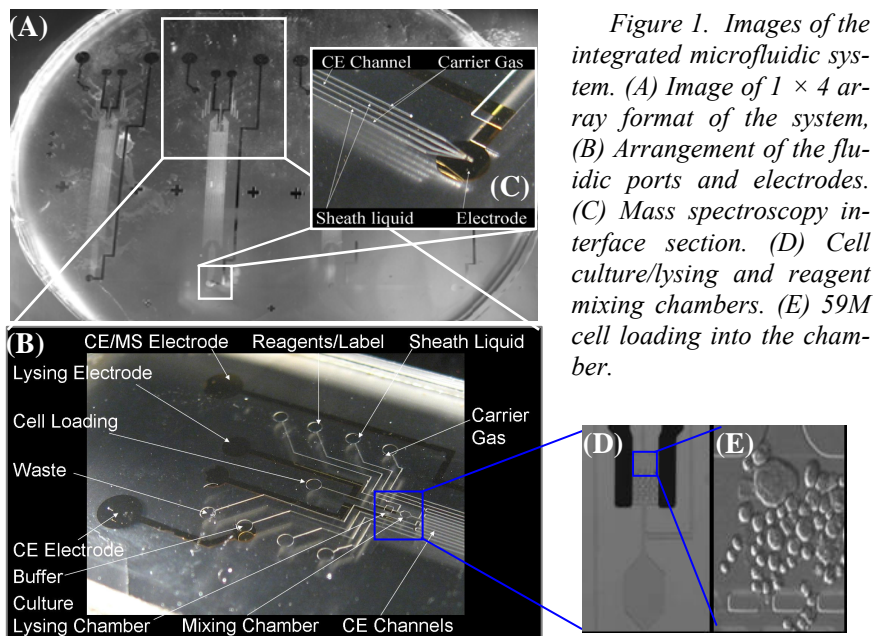 (A)
CE Channel
Carrier Gas
(C)
Sheath liquid
Electrode
Figure 1. Images of the
integrated microfluidic sys-
tem. (A) Image of 1 × 4 ar-
ray format of the system,
(B) Arrangement of the flu-
idic ports and electrodes.
(C) Mass spectroscopy in-
terface section. (D) Cell
culture/lysing and reagent
mixing chambers. (E) 59M
cell loading into the cham-
ber.
(B)
CE/MS Electrode
Reagents/Label
Sheath Liquid
Lysing Electrode
Cell Loading
Carrier
Gas
Waste
CE Electrode
Buffer
Culture
Lysing Chamber
Mixing Chamber
CE Channels
(D)
(E)